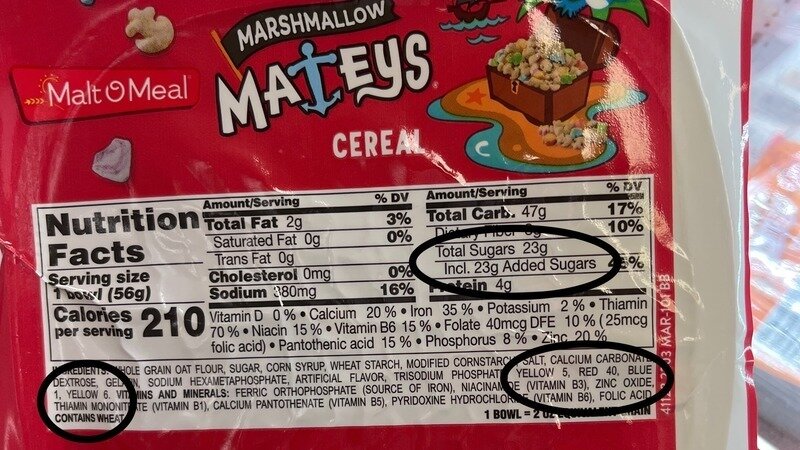 MARSHMALLOW
MATEYS
Malt O Meal
CEREAL
Nutrition
Facts
Serving size
1 bowl (56g)
Calories
per serving 210
Amount/Serving % DV
Total Fat 2g 3%
Saturated Fat 0g 0%
Trans Fat 0g
Cholesterol 0mg 0%
Sodium 380mg 16%
Amount/Serving % DV
Total Carb. 47g 17%
Dietary Fiber 10%
Total Sugars 23g
Incl. 23g Added Sugars
Protein 4g
Vitamin D 0% • Calcium 20% • Iron 35% • Potassium 2% • Thiamin
70% • Niacin 15% • Vitamin B6 15% • Folate 40mcg DFE 10% (25mcg
folic acid) • Pantothenic acid 15% • Phosphorus 8% • Zinc 20%
INGREDIENTS: WHOLE GRAIN OAT FLOUR, SUGAR, CORN SYRUP, WHEAT STARCH, MODIFIED CORNSTARCH, SALT, CALCIUM CARBONATE,
DEXTROSE, GELATIN, SODIUM HEXAMETAPHOSPHATE, ARTIFICIAL FLAVOR, TRISODIUM PHOSPHATE, YELLOW 5, RED 40, BLUE
1, YELLOW 6. VITAMINS AND MINERALS: FERRIC ORTHOPHOSPHATE (SOURCE OF IRON), NIACINAMIDE (VITAMIN B3), ZINC OXIDE,
THIAMIN MONONITRATE (VITAMIN B1), CALCIUM PANTOTHENATE (VITAMIN B5), PYRIDOXINE HYDROCHLORIDE (VITAMIN B6), FOLIC ACID.
CONTAINS WHEAT
1 BOWL = 2 OZ EQUIVALENT GRAIN
MAR-101 BB